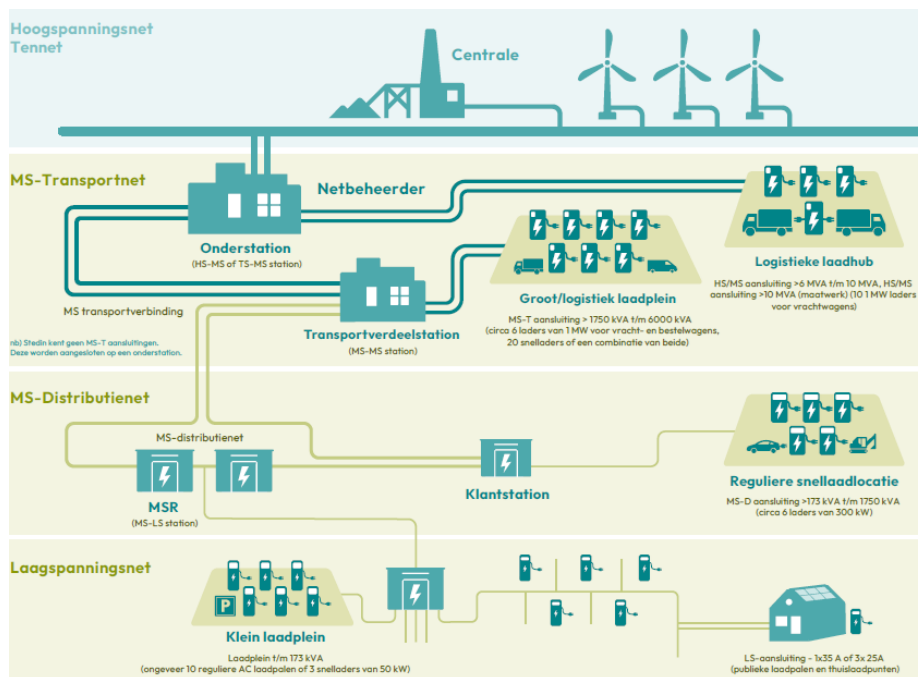 Hoogspanningsnet
Tennet
Centrale
MS-Transportnet
Netbeheerder
Onderstation
(HS-MS of TS-MS station)
Logistieke laadhub
HS/MS aansluiting >6 MVA t/m 10 MVA, HS/MS
aansluiting >10 MVA (maatwerk) (10 1 MW laders
voor vrachtwagens)
Groot/logistiek laadplein
MS-T aansluiting > 1750 kVA t/m 6000 kVA
(circa 6 laders van 1 MW voor vracht- en bestelwagens,
20 snelladers of een combinatie van beide)
MS transportverbinding
Transportverdeelstation
(MS-MS station)
nb) Stedin kent geen MS-T aansluitingen.
Deze worden aangesloten op een onderstation.
MS-Distributienet
MS-distributienet
MSR
(MS-LS station)
Klantstation
Reguliere snellaadlocatie
MS-D aansluiting >173 kVA t/m 1750 kVA
(circa 6 laders van 300 kW)
Laagspanningsnet
P
Klein laadplein
Laadplein t/m 173 kVA
(ongeveer 10 reguliere AC laadpalen of 3 snelladers van 50 kW)
LS-aansluiting - 1x35 A of 3x 25A
(publieke laadpalen en thuislaadpunten)